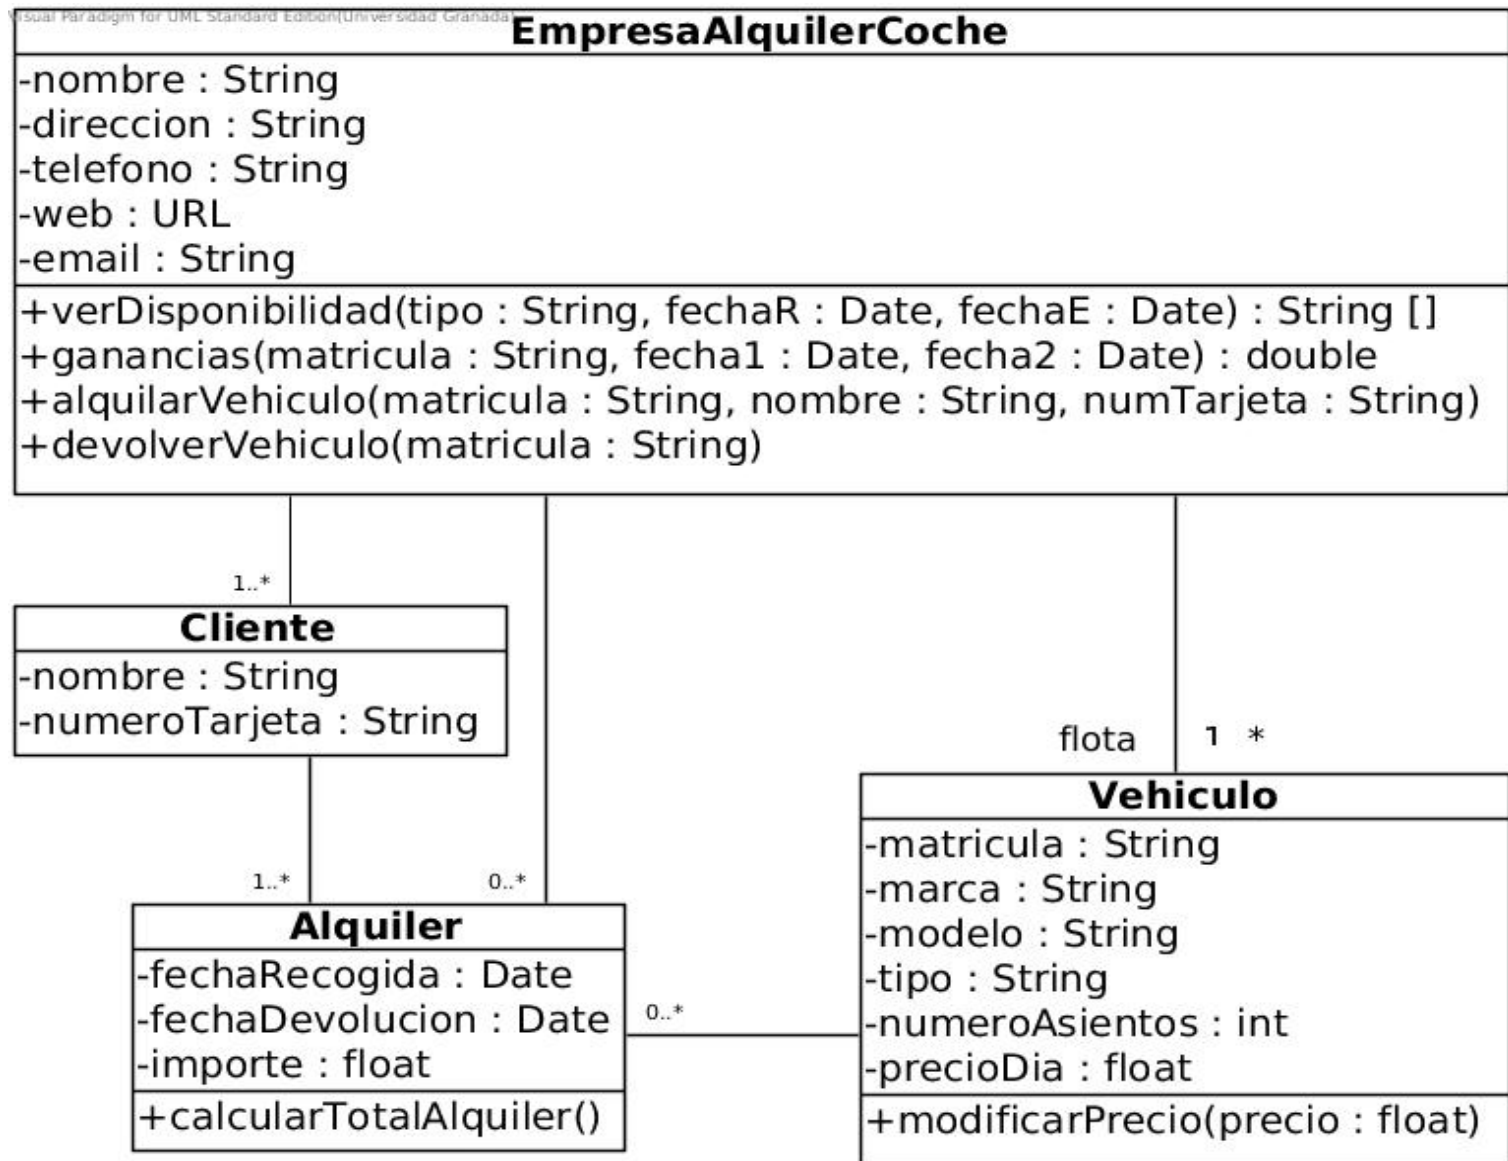 Visual Paradigm for UML Standard Edition(Universidad Granada)
EmpresaAlquilerCoche
-nombre : String
-direccion : String
-telefono : String
-web : URL
-email : String
+verDisponibilidad(tipo : String, fechaR : Date, fechaE : Date) : String []
+ganancias(matricula : String, fecha1 : Date, fecha2 : Date) : double
+alquilarVehiculo(matricula : String, nombre : String, numTarjeta : String)
+devolverVehiculo(matricula : String)
1..*
Cliente
-nombre : String
-numeroTarjeta : String
flota 1 *
1..* 0..*
Alquiler
-fechaRecogida : Date
-fechaDevolucion : Date
-importe : float
+calcularTotalAlquiler()
0..*
Vehiculo
-matricula : String
-marca : String
-modelo : String
-tipo : String
-numeroAsientos : int
-precioDia : float
+modificarPrecio(precio : float)